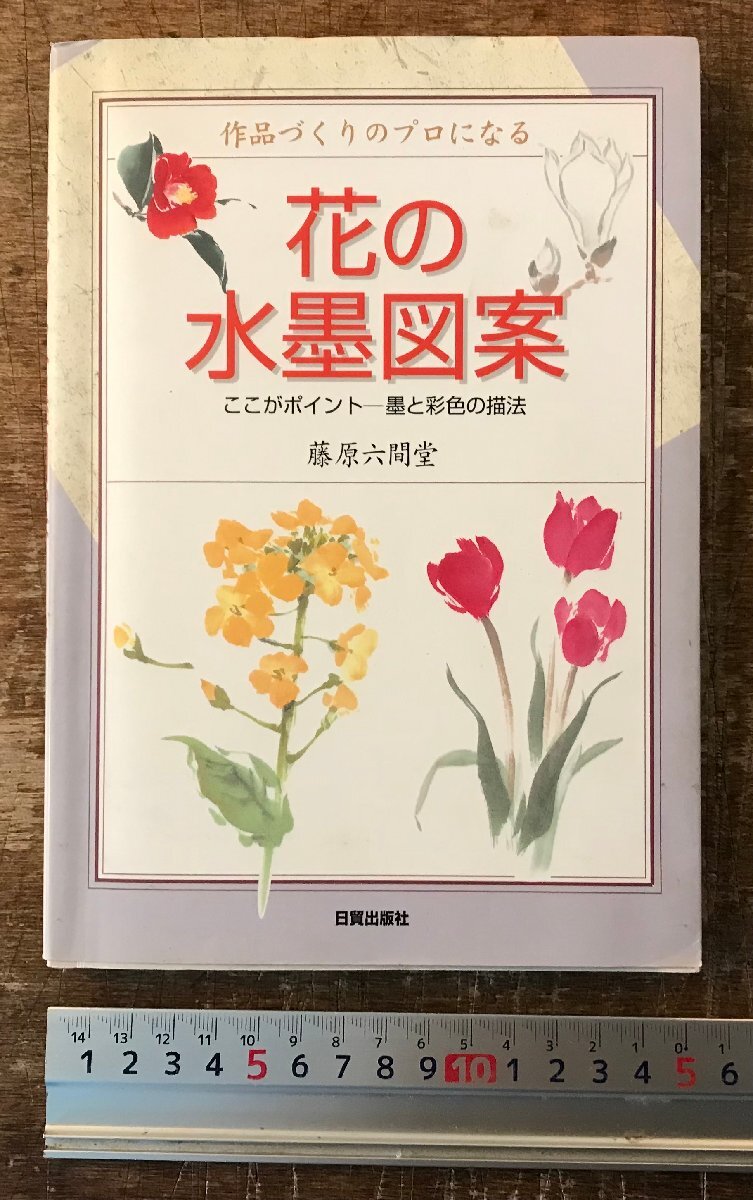 作品づくりのプロになる
花の
水墨図案
ここがポイント―墨と彩色の描法
藤原六間堂
日貿出版社
14 13 12 11 10 9 8 7 6 5 4 3 2 1 0 1
1 2 3 4 5 6 7 8 9 10 1 2 3 4 5 6